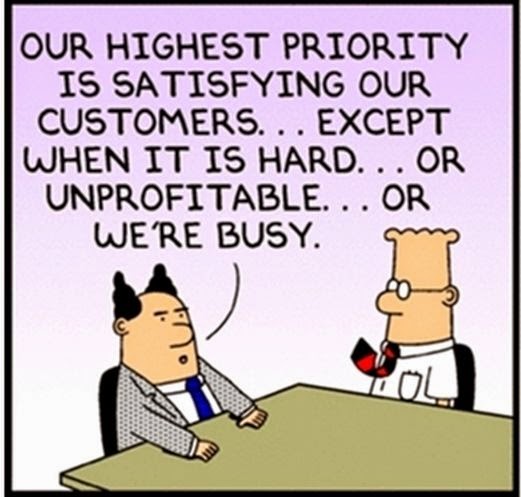 OUR HIGHEST PRIORITY
IS SATISFYING OUR
CUSTOMERS... EXCEPT
WHEN IT IS HARD... OR
UNPROFITABLE... OR
WE'RE BUSY.